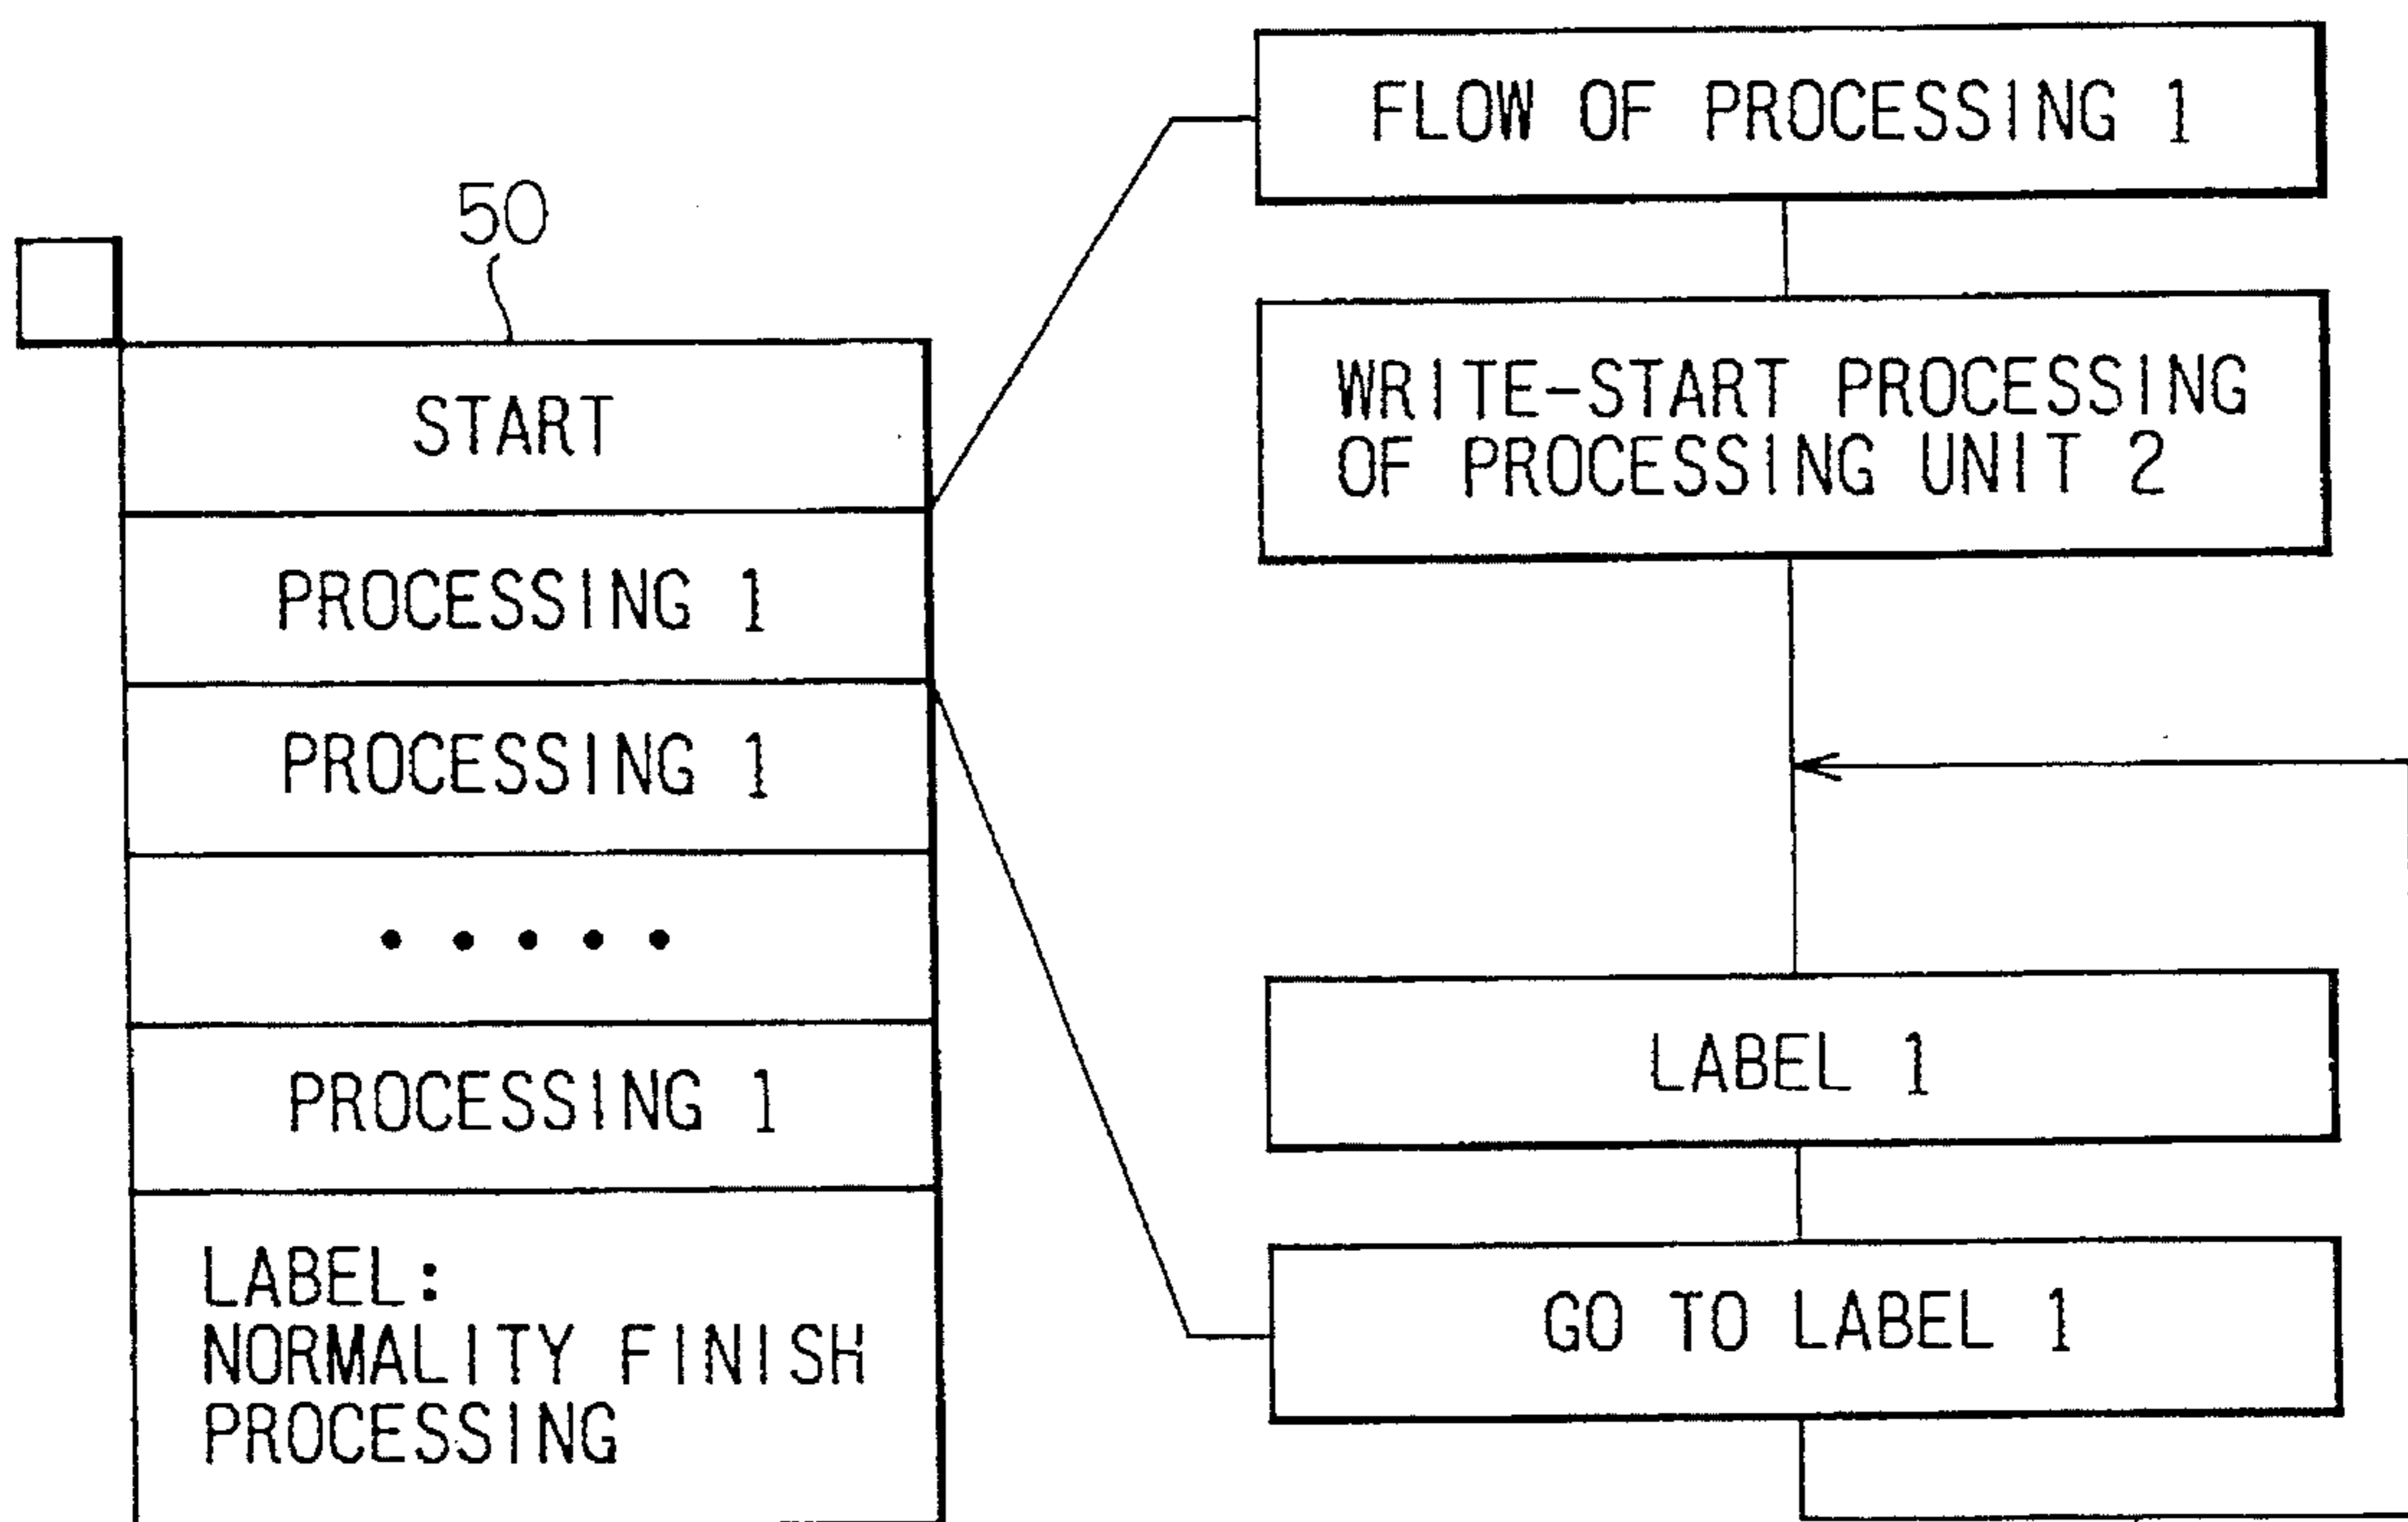 50
START
PROCESSING 1
PROCESSING 1
• • • • •
PROCESSING 1
LABEL:
NORMALITY FINISH
PROCESSING
FLOW OF PROCESSING 1
WRITE-START PROCESSING
OF PROCESSING UNIT 2
LABEL 1
GO TO LABEL 1